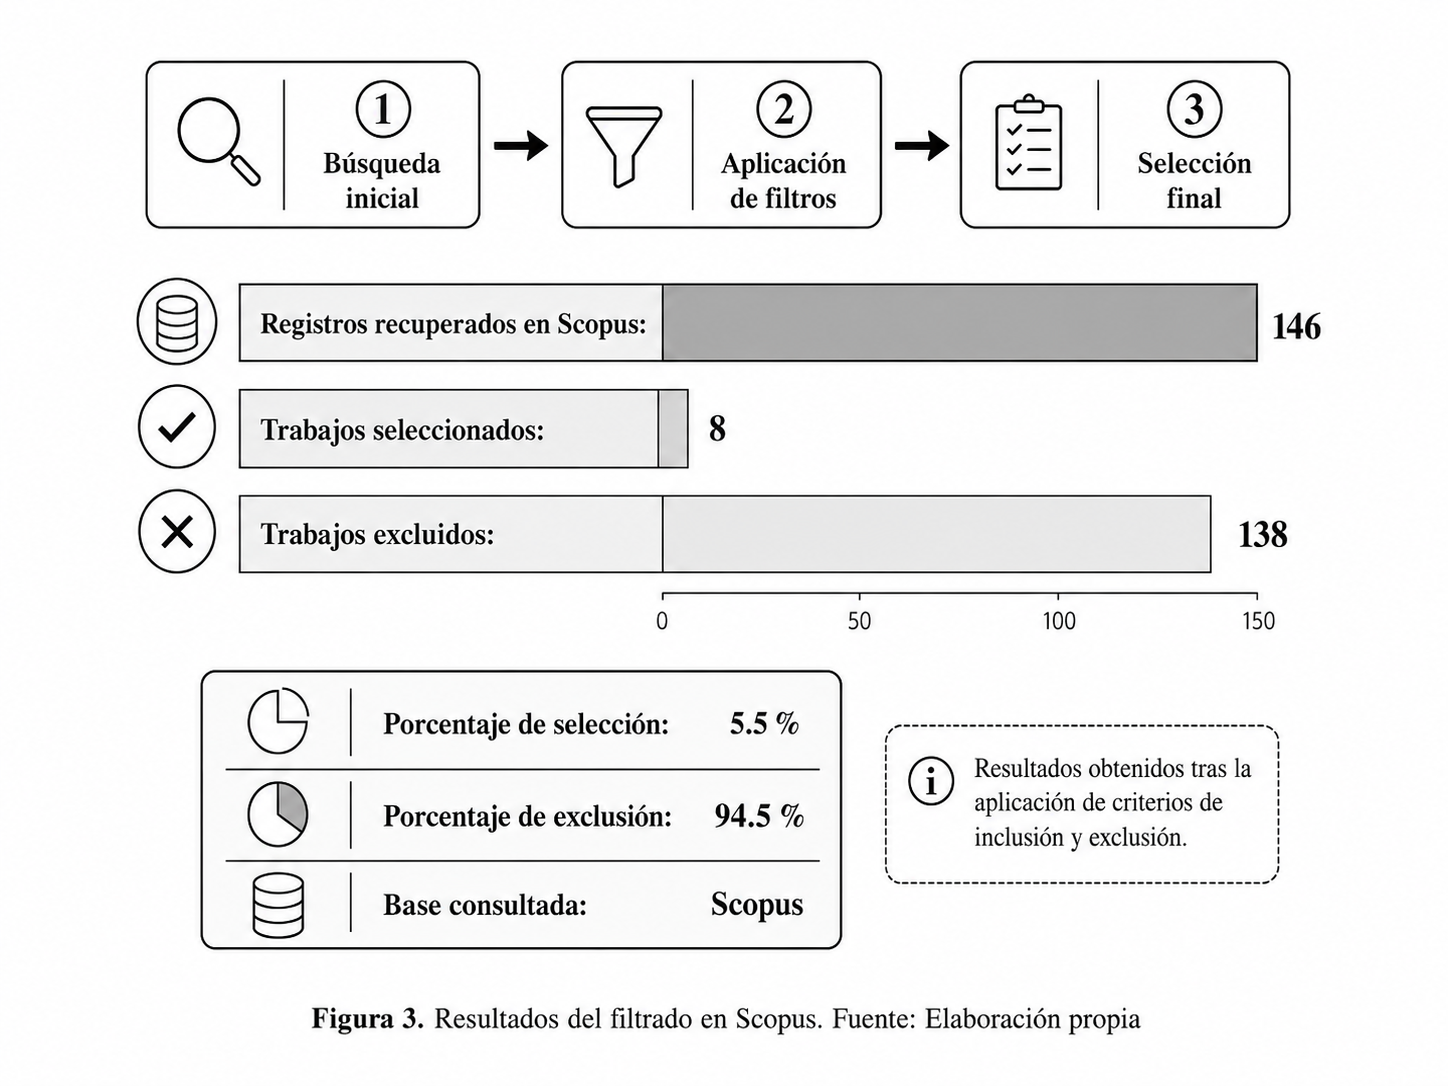 1
Búsqueda
inicial
2
Aplicación
de filtros
3
Selección
final
Registros recuperados en Scopus: 146
Trabajos seleccionados: 8
Trabajos excluidos: 138
0 50 100 150
Porcentaje de selección: 5.5 %
Porcentaje de exclusión: 94.5 %
Base consultada: Scopus
i
Resultados obtenidos tras la
aplicación de criterios de
inclusión y exclusión.
Figura 3. Resultados del filtrado en Scopus. Fuente: Elaboración propia